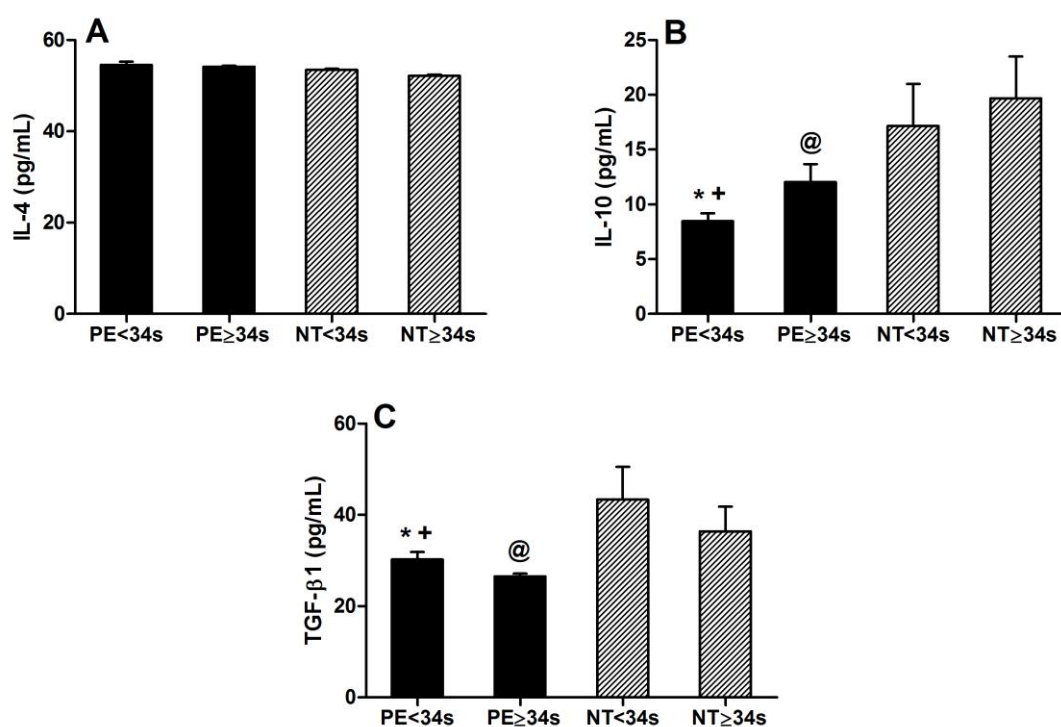 A
IL-4 (pg/mL)
60
40
20
0
PE<34s PE≥34s NT<34s NT≥34s
B
IL-10 (pg/mL)
25
20
15
10
5
0
* +
@
PE<34s PE≥34s NT<34s NT≥34s
C
TGF-β1 (pg/mL)
60
40
20
0
* +
@
PE<34s PE≥34s NT<34s NT≥34s